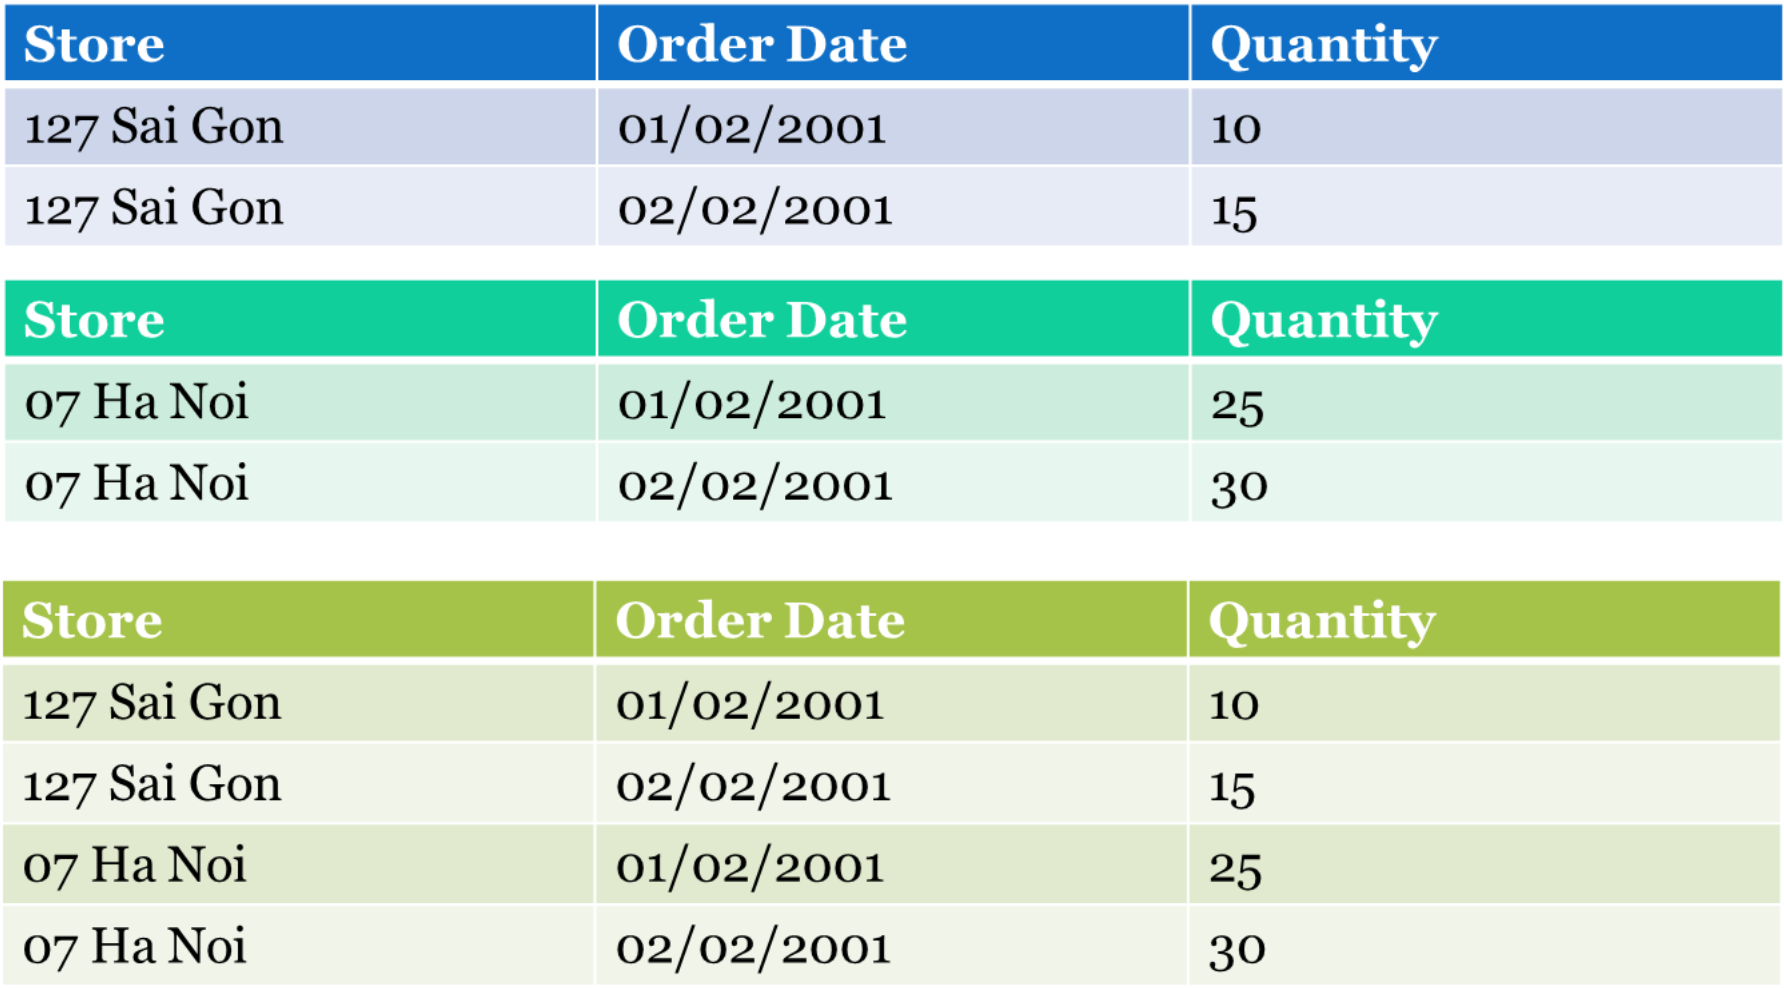 Store Order Date Quantity
127 Sai Gon 01/02/2001 10
127 Sai Gon 02/02/2001 15
Store Order Date Quantity
07 Ha Noi 01/02/2001 25
07 Ha Noi 02/02/2001 30
Store Order Date Quantity
127 Sai Gon 01/02/2001 10
127 Sai Gon 02/02/2001 15
07 Ha Noi 01/02/2001 25
07 Ha Noi 02/02/2001 30